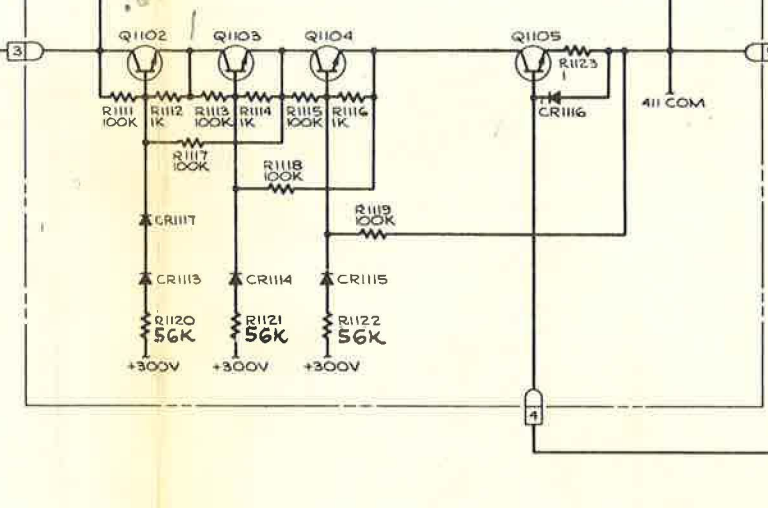 Q1102
Q1103
Q1104
Q1105
3
R1123
1
R1111
100K
R1112
1K
R1113
100K
R1114
1K
R1115
100K
R1116
1K
CR1116
411 COM
R1117
100K
R1118
100K
R1119
100K
CR1117
CR1113
CR1114
CR1115
R1120
56K
R1121
56K
R1122
56K
+300V
+300V
+300V
4